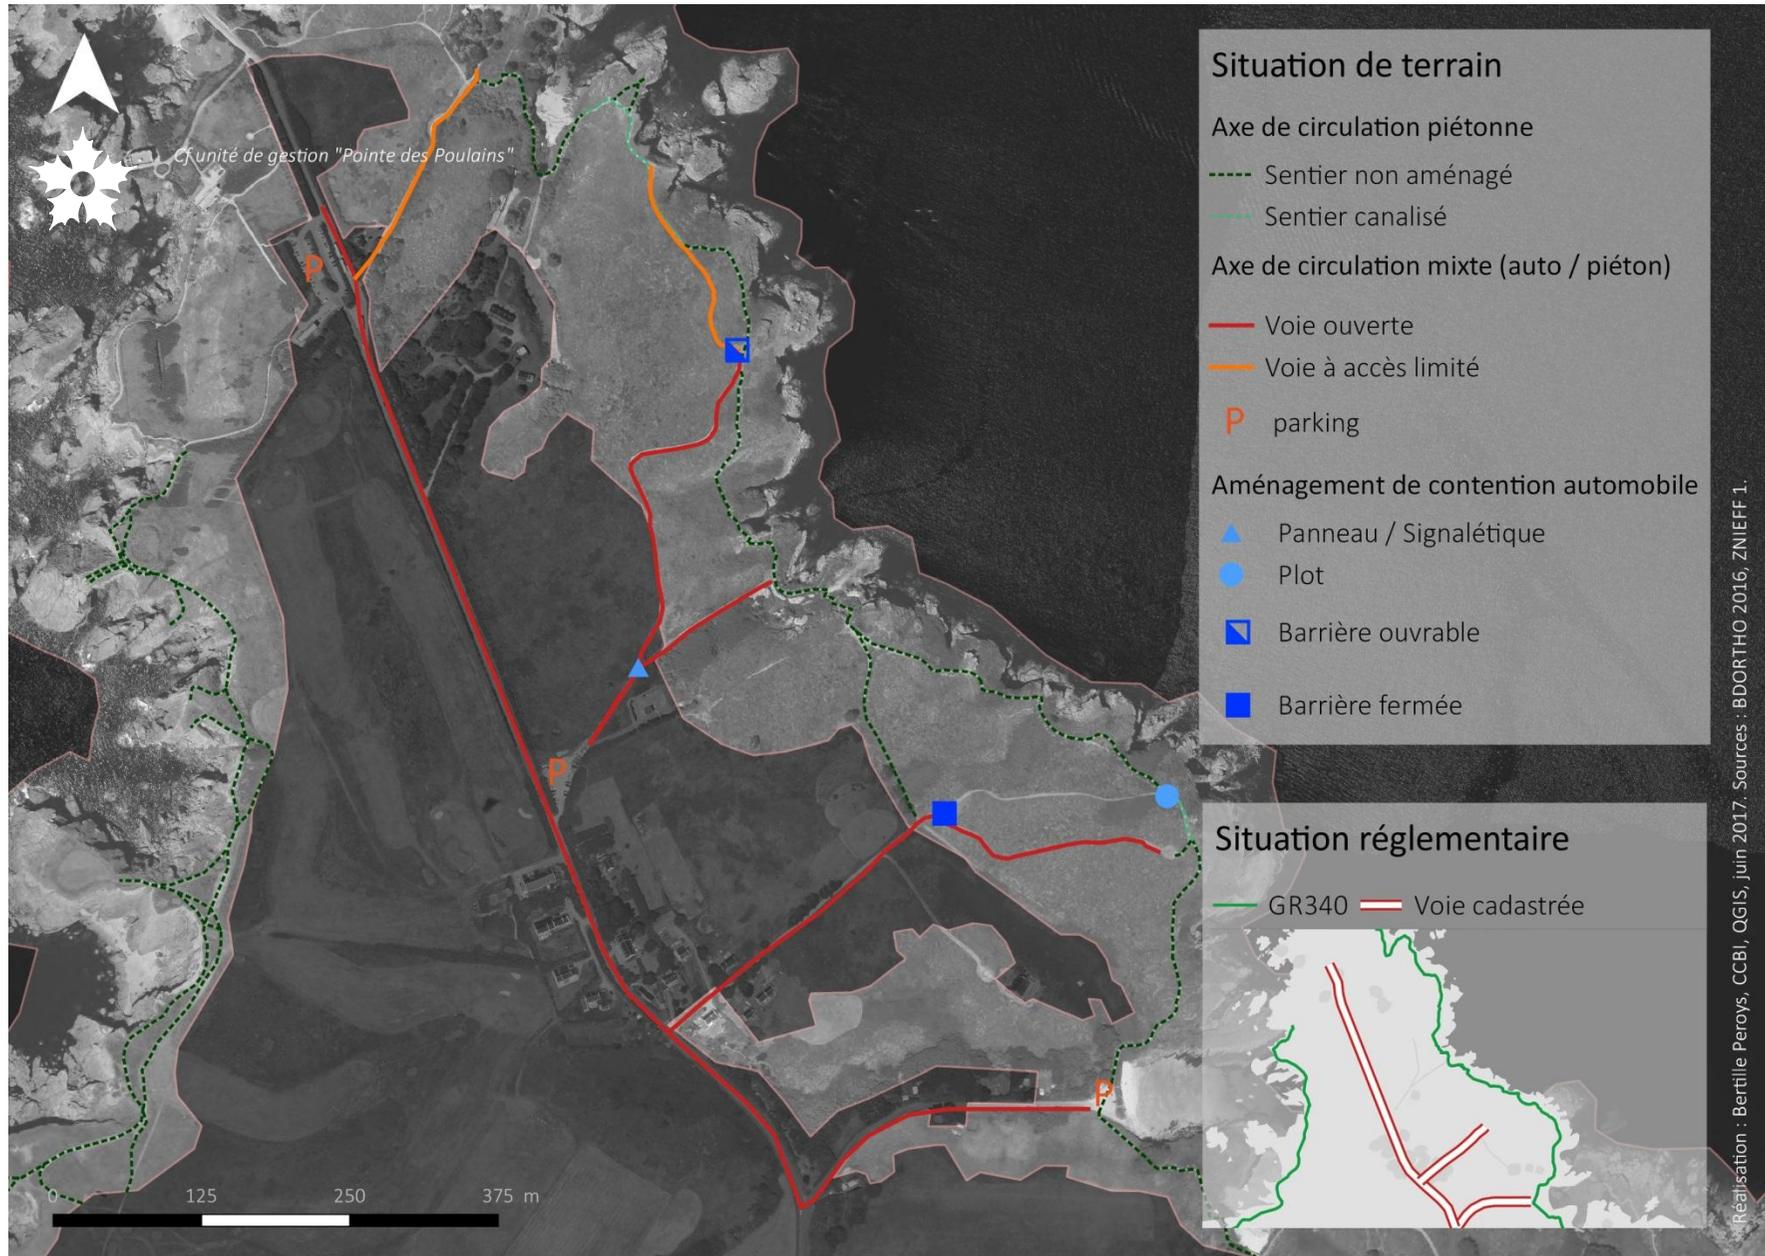 Cf unité de gestion "Pointe des Poulains"
P
P
P
0 125 250 375 m
Situation de terrain
Axe de circulation piétonne
Sentier non aménagé
Sentier canalisé
Axe de circulation mixte (auto / piéton)
Voie ouverte
Voie à accès limité
P parking
Aménagement de contention automobile
Panneau / Signalétique
Plot
Barrière ouvrable
Barrière fermée
Situation réglementaire
GR340 Voie cadastrée
Réalisation : Bertille Peroys, CCBI, QGIS, juin 2017. Sources : BDORTHO 2016, ZNIEFF 1.